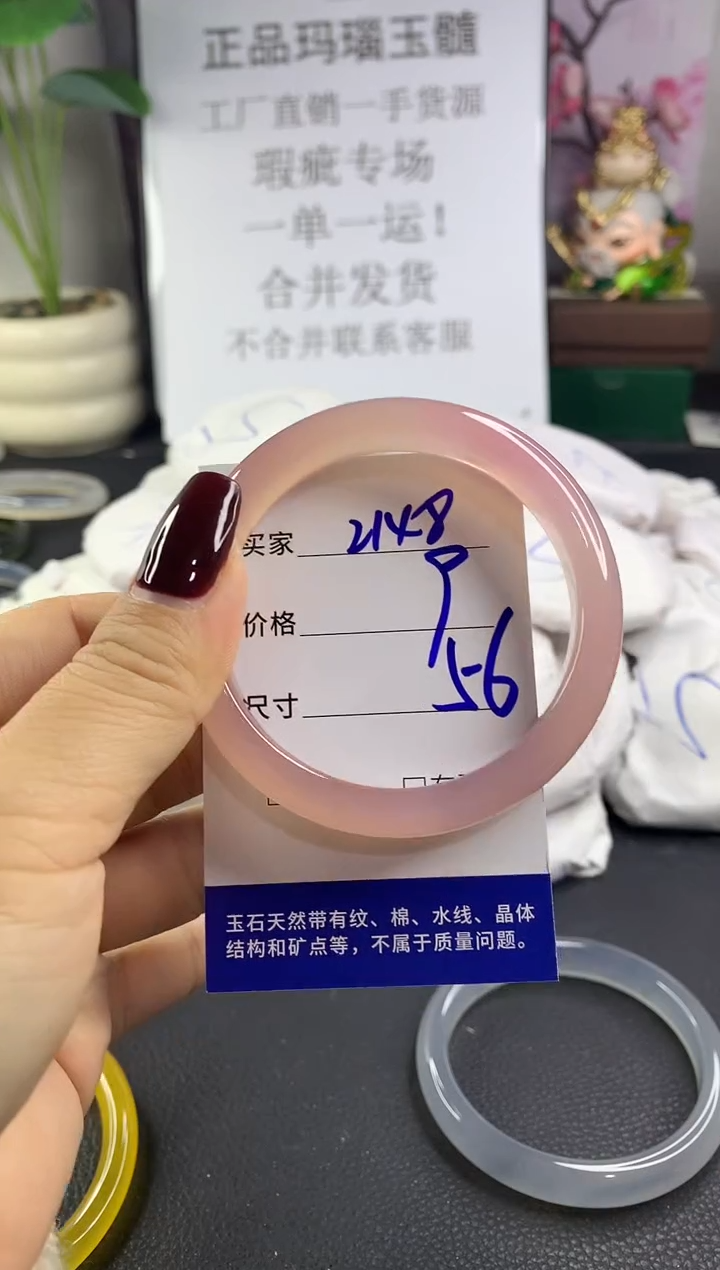 正品玛瑙玉髓
工厂直销一手货源
瑕疵专场
一单一运！
合并发货
不合并联系客服
买家 2148
价格 9
尺寸 56
玉石天然带有纹、棉、水线、晶体
结构和矿点等，不属于质量问题。